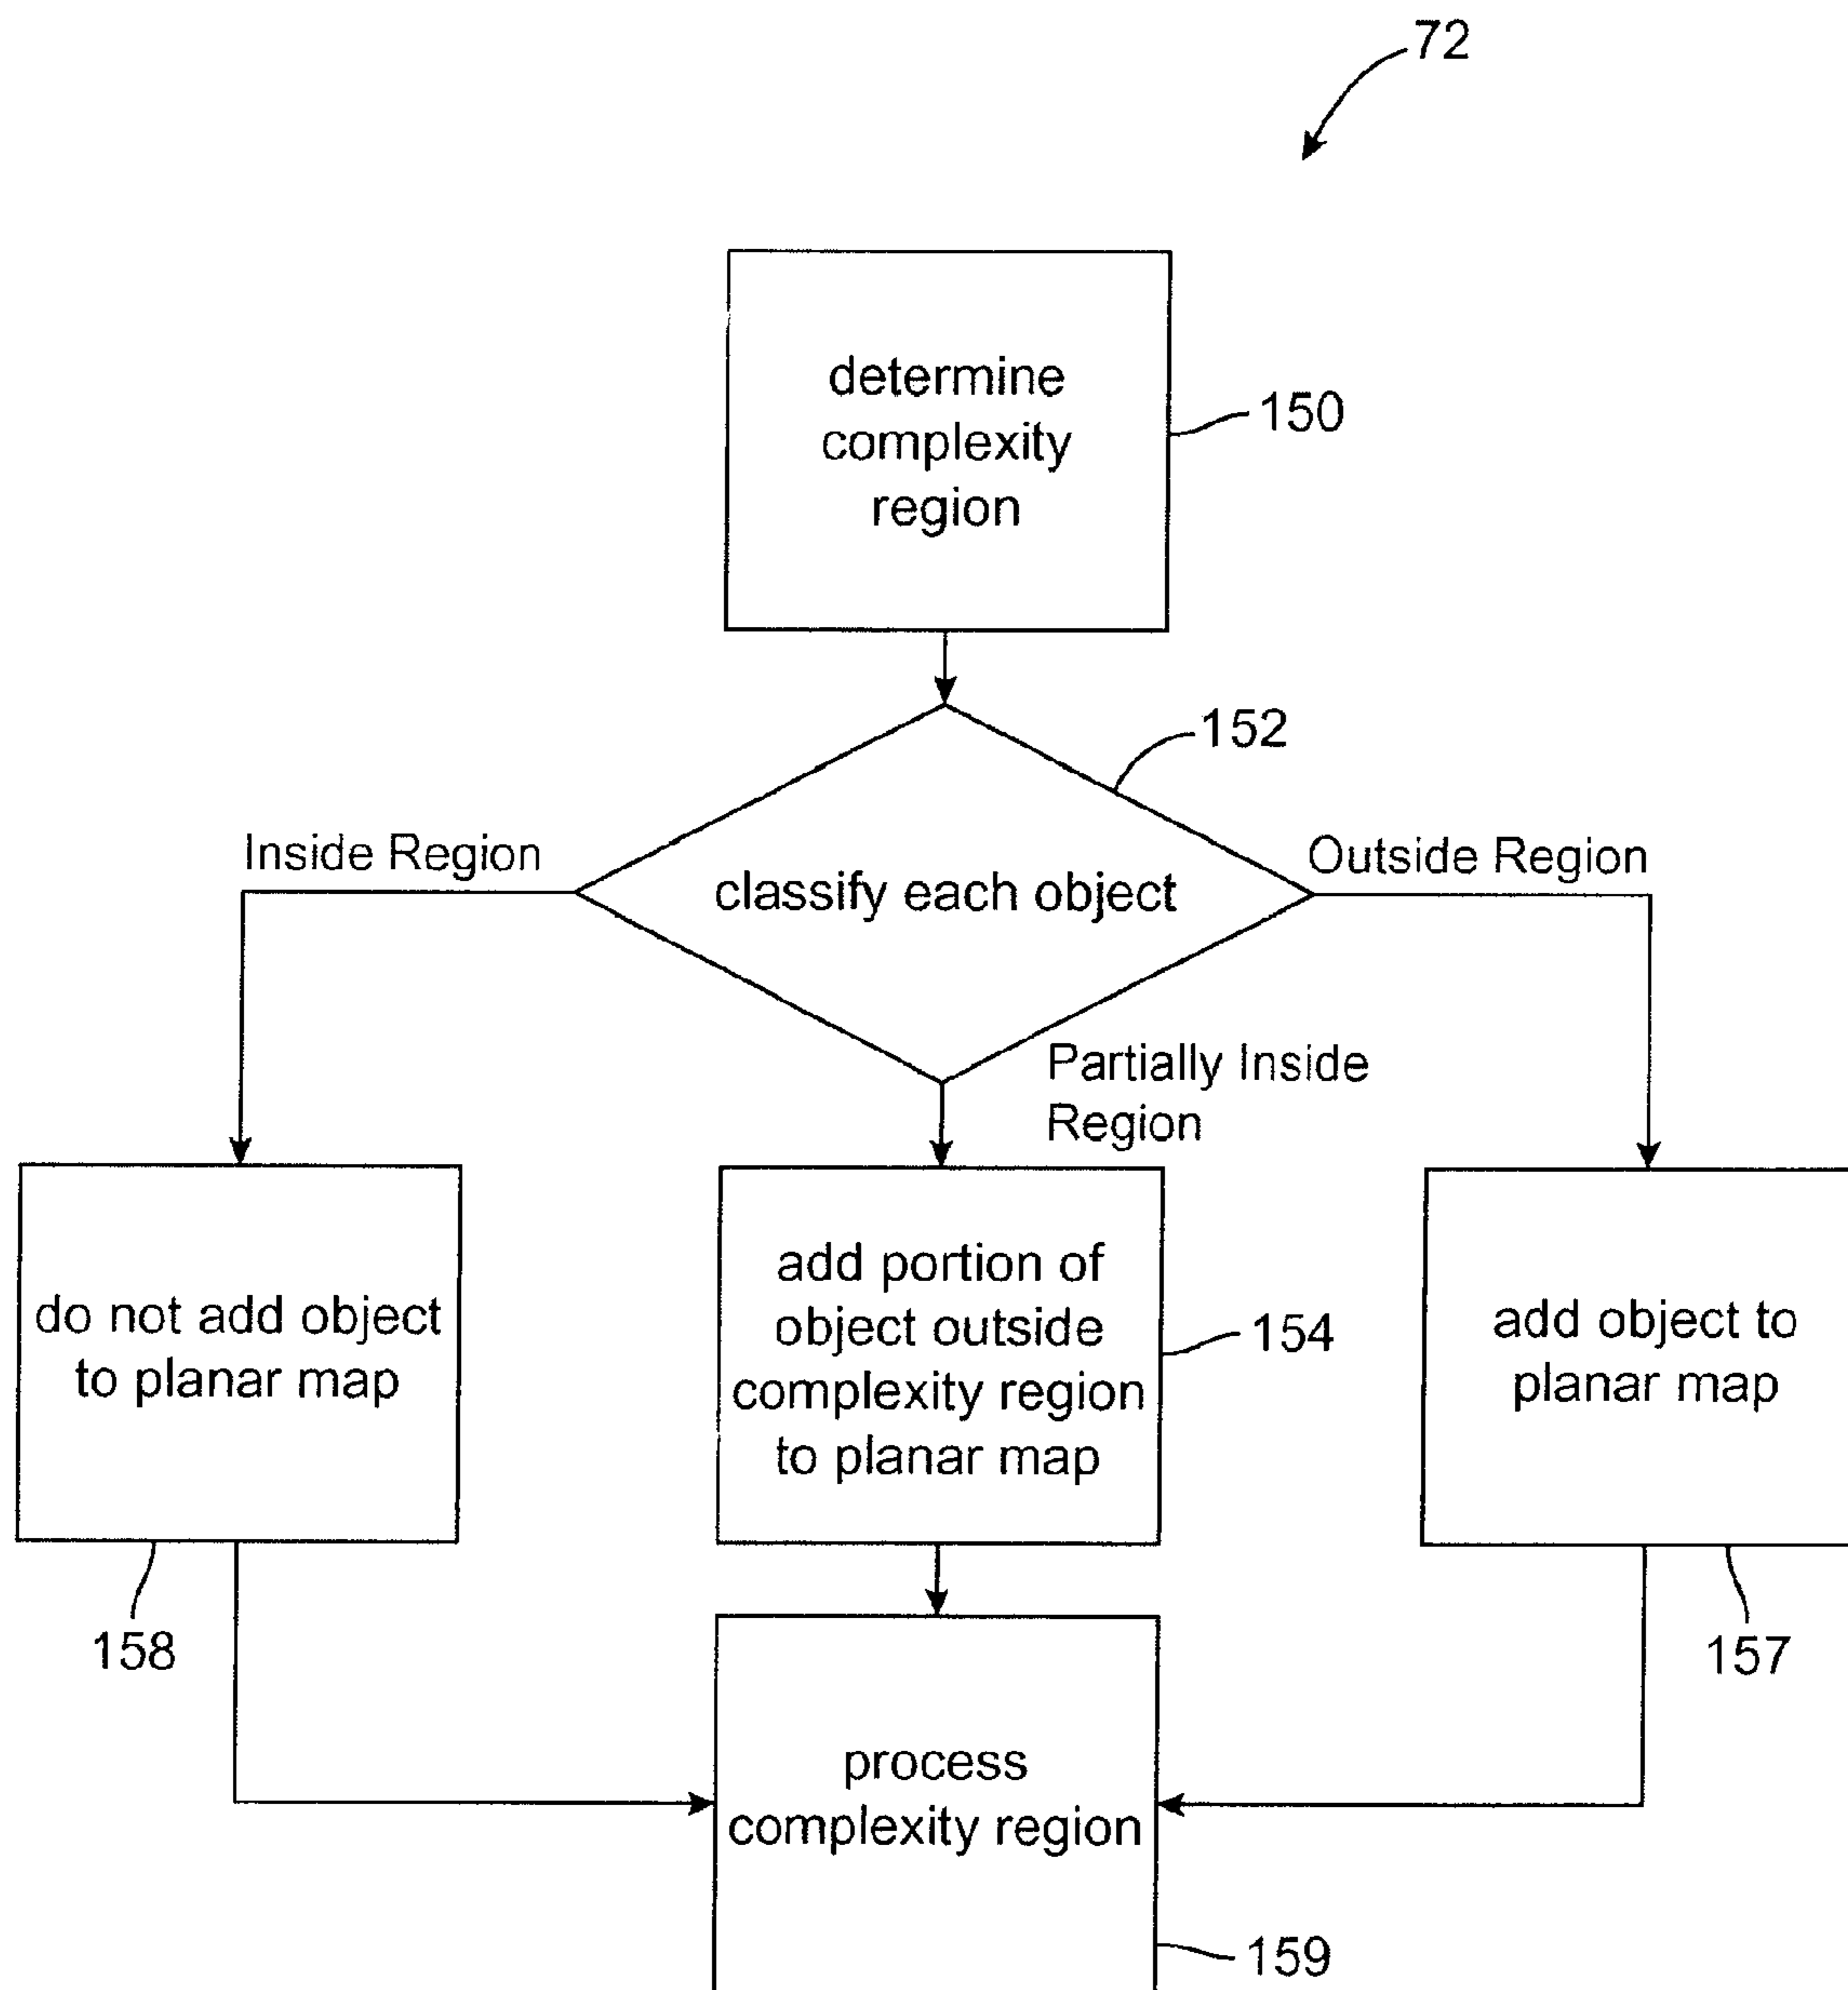 72
determine
complexity
region
150
152
Inside Region
classify each object
Outside Region
Partially Inside
Region
do not add object
to planar map
158
add portion of
object outside
complexity region
to planar map
154
add object to
planar map
157
process
complexity region
159